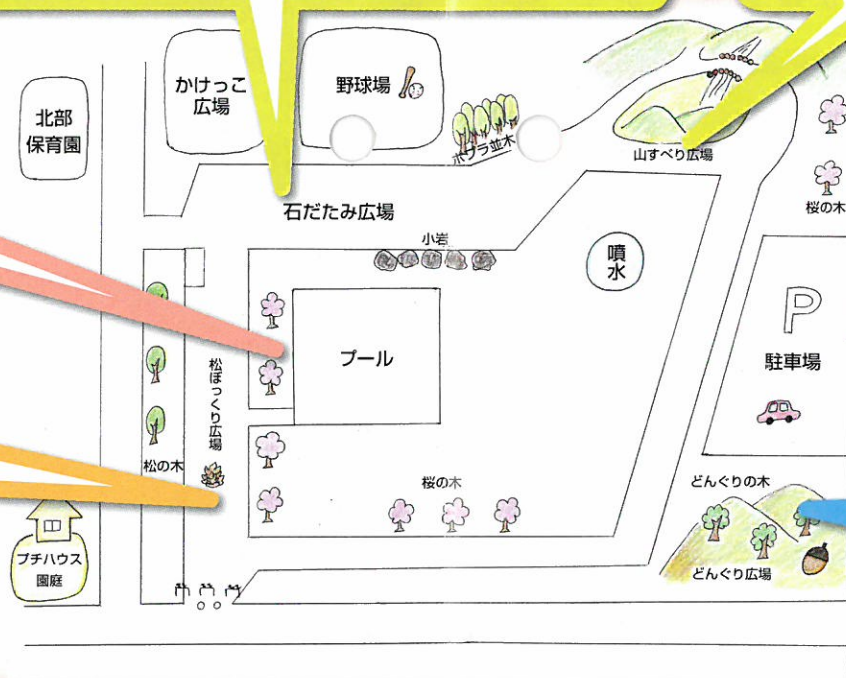 かけっこ
広場
野球場
北部
保育園
ポプラ並木
山すべり広場
桜の木
石だたみ広場
小岩
噴水
プール
P
駐車場
松ぼっくり広場
松の木
桜の木
どんぐりの木
プチハウス
園庭
どんぐり広場